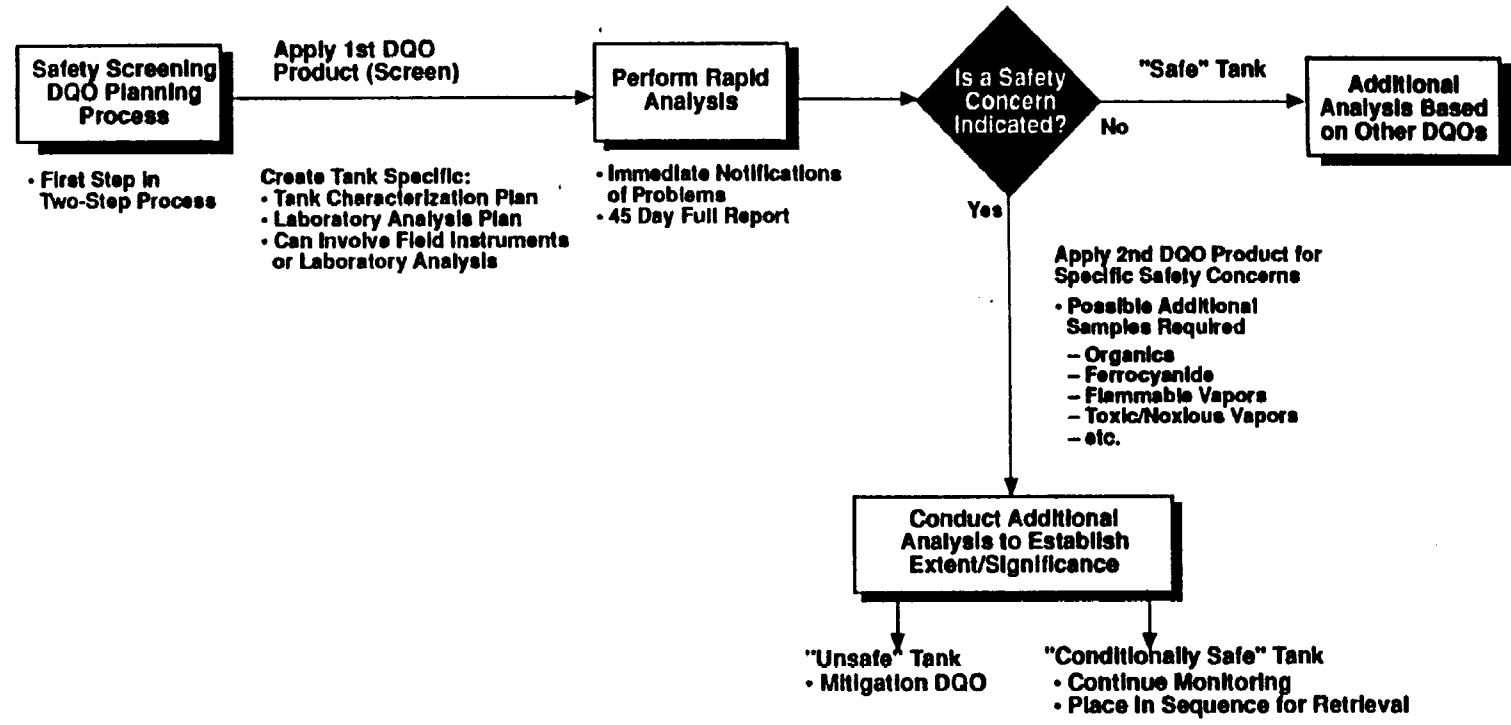 Safety Screening
DQO Planning
Process
• First Step in
Two-Step Process
Apply 1st DQO
Product (Screen)
Create Tank Specific:
• Tank Characterization Plan
• Laboratory Analysis Plan
• Can Involve Field Instruments
or Laboratory Analysis
Perform Rapid
Analysis
• Immediate Notifications
of Problems
• 45 Day Full Report
Is a Safety
Concern
Indicated?
"Safe" Tank
No
Additional
Analysis Based
on Other DQOs
Yes
Apply 2nd DQO Product for
Specific Safety Concerns
• Possible Additional
Samples Required
– Organics
– Ferrocyanide
– Flammable Vapors
– Toxic/Noxious Vapors
– etc.
Conduct Additional
Analysis to Establish
Extent/Significance
"Unsafe" Tank
• Mitigation DQO
"Conditionally Safe" Tank
• Continue Monitoring
• Place in Sequence for Retrieval